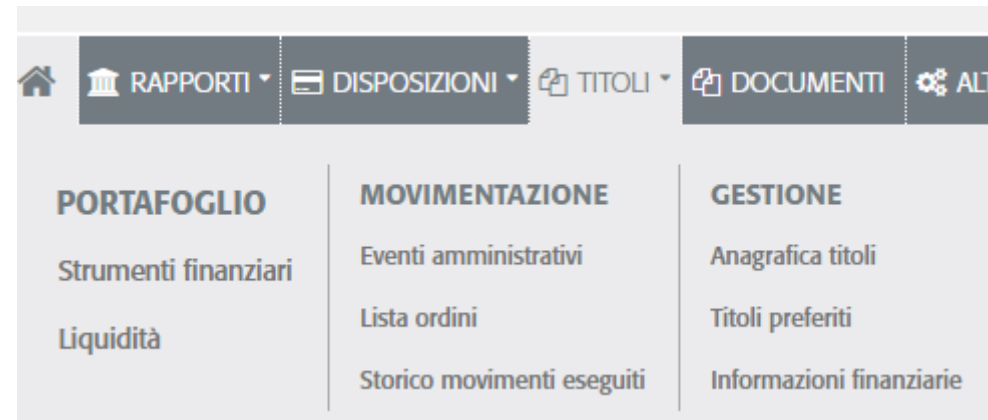 RAPPORTI DISPOSIZIONI TITOLI DOCUMENTI
PORTAFOGLIO
Strumenti finanziari
Liquidità
MOVIMENTAZIONE
Eventi amministrativi
Lista ordini
Storico movimenti eseguiti
GESTIONE
Anagrafica titoli
Titoli preferiti
Informazioni finanziarie